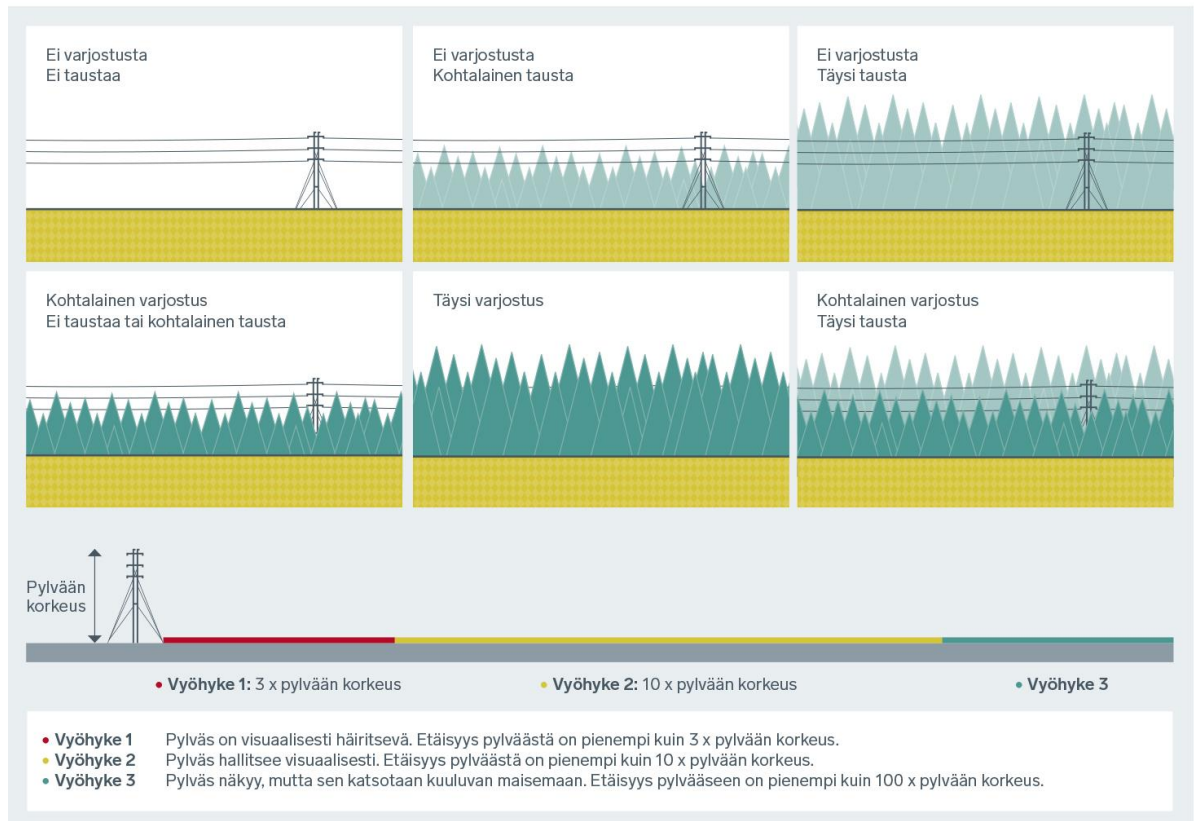 Ei varjostusta
Ei taustaa
Ei varjostusta
Kohtalainen tausta
Ei varjostusta
Täysi tausta
Kohtalainen varjostus
Ei taustaa tai kohtalainen tausta
Täysi varjostus
Kohtalainen varjostus
Täysi tausta
Pylvään
korkeus
• Vyöhyke 1: 3 x pylvään korkeus
• Vyöhyke 2: 10 x pylvään korkeus
• Vyöhyke 3
• Vyöhyke 1 Pylväs on visuaalisesti häiritsevä. Etäisyys pylväästä on pienempi kuin 3 x pylvään korkeus.
• Vyöhyke 2 Pylväs hallitsee visuaalisesti. Etäisyys pylväästä on pienempi kuin 10 x pylvään korkeus.
• Vyöhyke 3 Pylväs näkyy, mutta sen katsotaan kuuluvan maisemaan. Etäisyys pylvääseen on pienempi kuin 100 x pylvään korkeus.